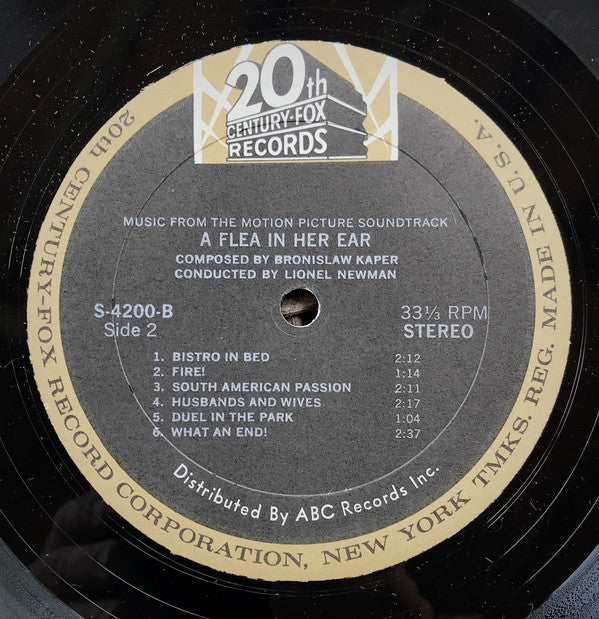 20th
CENTURY-FOX
RECORDS
MUSIC FROM THE MOTION PICTURE SOUNDTRACK
A FLEA IN HER EAR
COMPOSED BY BRONISLAW KAPER
CONDUCTED BY LIONEL NEWMAN
S-4200-B
Side 2
33⅓ RPM
STEREO
1. BISTRO IN BED 2:12
2. FIRE! 1:14
3. SOUTH AMERICAN PASSION 2:11
4. HUSBANDS AND WIVES 2:17
5. DUEL IN THE PARK 1:04
6. WHAT AN END! 2:37
Distributed By ABC Records Inc.
20th CENTURY-FOX RECORD CORPORATION, NEW YORK TMKS. REG. MADE IN U.S.A.